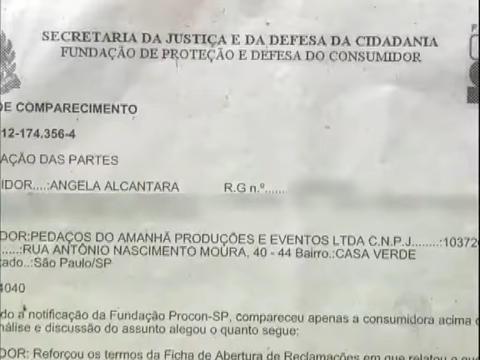 SECRETARIA DA JUSTIÇA E DA DEFESA DA CIDADANIA
FUNDAÇÃO DE PROTEÇÃO E DEFESA DO CONSUMIDOR
DE COMPARECIMENTO
12-174.356-4
AÇÃO DAS PARTES
IDOR....:ANGELA ALCANTARA R.G n.º......
DOR:PEDAÇOS DO AMANHÃ PRODUÇÕES E EVENTOS LTDA C.N.P.J........:10372
.....:RUA ANTÔNIO NASCIMENTO MOURA, 40 - 44 Bairro.:CASA VERDE
tado..:São Paulo/SP
4040
do a notificação da Fundação Procon-SP, compareceu apenas a consumidora acima
nálise e discussão do assunto alegou o quanto segue:
DOR: Reforçou os termos da Ficha de Abertura de Reclamações em que relatou o